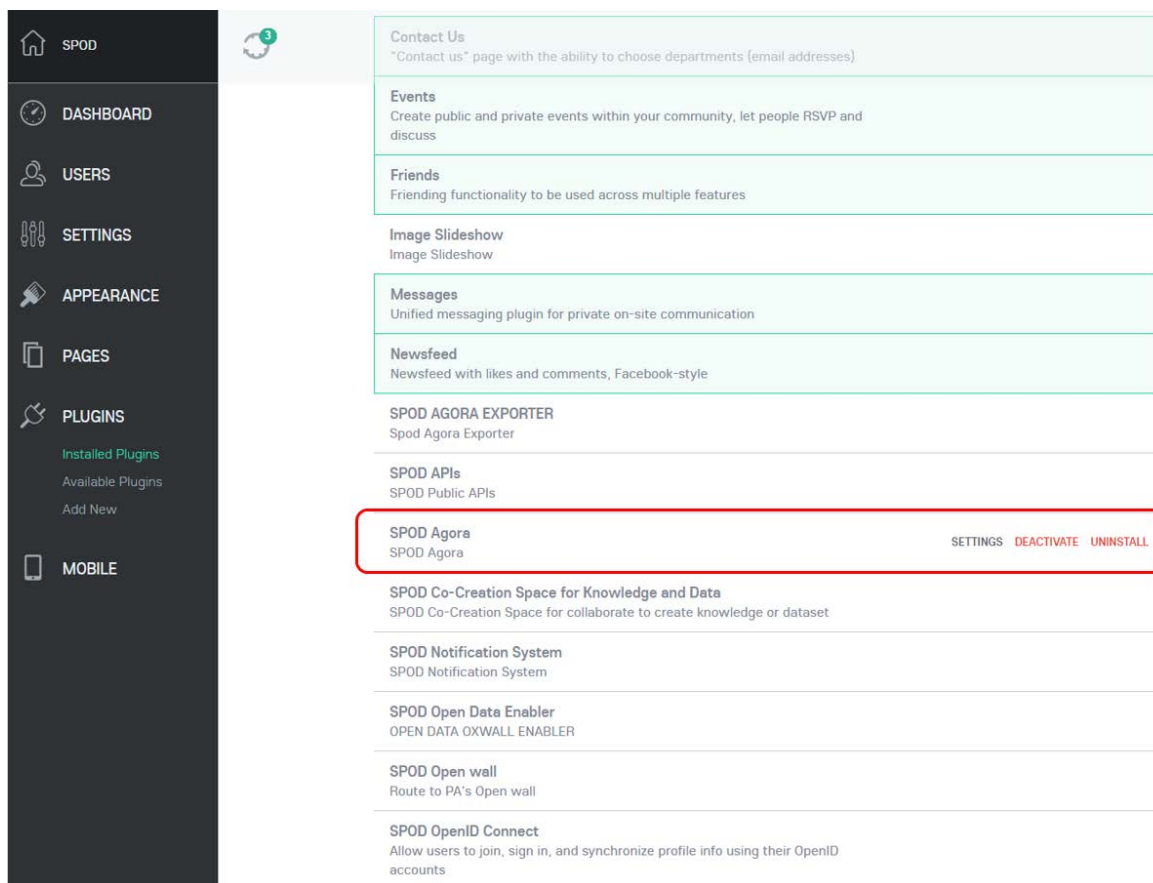 SPOD
3
DASHBOARD
USERS
SETTINGS
APPEARANCE
PAGES
PLUGINS
Installed Plugins
Available Plugins
Add New
MOBILE
Contact Us
"Contact us" page with the ability to choose departments (email addresses)
Events
Create public and private events within your community, let people RSVP and
discuss
Friends
Friending functionality to be used across multiple features
Image Slideshow
Image Slideshow
Messages
Unified messaging plugin for private on-site communication
Newsfeed
Newsfeed with likes and comments, Facebook-style
SPOD AGORA EXPORTER
Spod Agora Exporter
SPOD APIs
SPOD Public APIs
SPOD Agora
SPOD Agora
SETTINGS DEACTIVATE UNINSTALL
SPOD Co-Creation Space for Knowledge and Data
SPOD Co-Creation Space for collaborate to create knowledge or dataset
SPOD Notification System
SPOD Notification System
SPOD Open Data Enabler
OPEN DATA OXWALL ENABLER
SPOD Open wall
Route to PA's Open wall
SPOD OpenID Connect
Allow users to join, sign in, and synchronize profile info using their OpenID
accounts